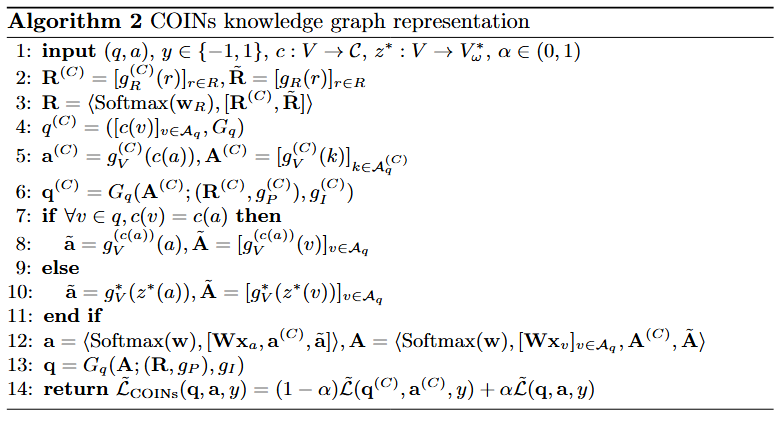 Algorithm 2 COINs knowledge graph representation
1: input (q, a), y ∈ {−1, 1}, c : V → 𝒞, z* : V → V*_ω, α ∈ (0, 1)
2: R^(C) = [g_R^(C)(r)]_{r∈R}, R̃ = [g_R(r)]_{r∈R}
3: R = ⟨Softmax(w_R), [R^(C), R̃]⟩
4: q^(C) = ([c(v)]_{v∈𝒜_q}, G_q)
5: a^(C) = g_V^(C)(c(a)), A^(C) = [g_V^(C)(k)]_{k∈𝒜_q^(C)}
6: q^(C) = G_q(A^(C); (R^(C), g_P^(C)), g_I^(C))
7: if ∀v ∈ q, c(v) = c(a) then
8: ã = g_V^(c(a))(a), Ã = [g_V^(c(a))(v)]_{v∈𝒜_q}
9: else
10: ã = g*_V(z*(a)), Ã = [g*_V(z*(v))]_{v∈𝒜_q}
11: end if
12: a = ⟨Softmax(w), [Wx_a, a^(C), ã]⟩, A = ⟨Softmax(w), [Wx_v]_{v∈𝒜_q}, A^(C), Ã⟩
13: q = G_q(A; (R, g_P), g_I)
14: return ℒ̃_COINs(q, a, y) = (1 − α)ℒ̃(q^(C), a^(C), y) + αℒ̃(q, a, y)